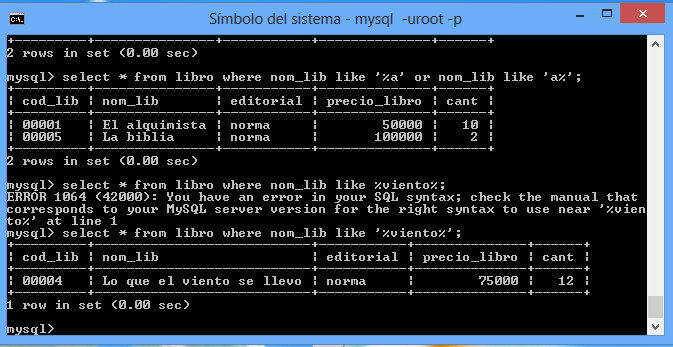 Símbolo del sistema - mysql -uroot -p
2 rows in set (0.00 sec)
mysql> select * from libro where nom_lib like '%a' or nom_lib like 'a%';
| cod_lib | nom_lib | editorial | precio_libro | cant |
| 00001 | El alquimista | norma | 50000 | 10 |
| 00005 | La biblia | norma | 100000 | 2 |
2 rows in set (0.00 sec)
mysql> select * from libro where nom_lib like %viento%;
ERROR 1064 (42000): You have an error in your SQL syntax; check the manual that
corresponds to your MySQL server version for the right syntax to use near '%vien
to%' at line 1
mysql> select * from libro where nom_lib like '%viento%';
| cod_lib | nom_lib | editorial | precio_libro | cant |
| 00004 | Lo que el viento se llevo | norma | 75000 | 12 |
1 row in set (0.00 sec)
mysql>